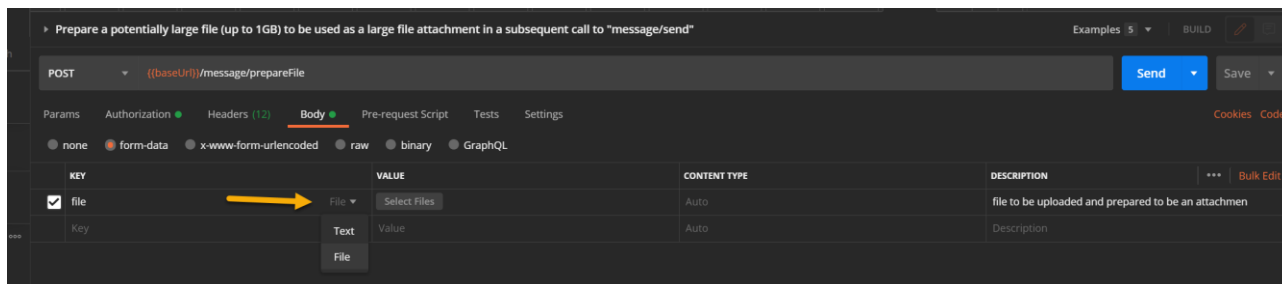 Prepare a potentially large file (up to 1GB) to be used as a large file attachment in a subsequent call to "message/send" Examples 5 BUILD
POST {{baseUrl}}/message/prepareFile Send Save
Params Authorization Headers (12) Body Pre-request Script Tests Settings Cookies Code
none form-data x-www-form-urlencoded raw binary GraphQL
KEY VALUE CONTENT TYPE DESCRIPTION ••• Bulk Edit
file File Select Files Auto file to be uploaded and prepared to be an attachmen
Key Text Value Auto Description
File